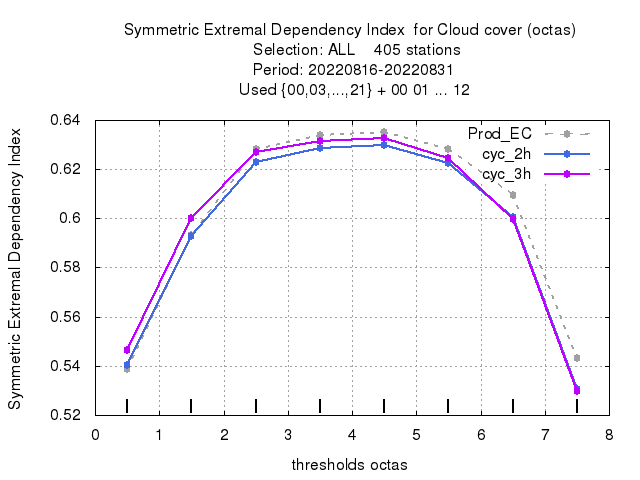 Symmetric Extremal Dependency Index  for Cloud cover (octas)
Selection: ALL    405 stations
Period: 20220816-20220831
Used {00,03,...,21} + 00 01 ... 12
Symmetric Extremal Dependency Index
0.64
0.62
0.6
0.58
0.56
0.54
0.52
Prod_EC
cyc_2h
cyc_3h
0 1 2 3 4 5 6 7 8
thresholds octas